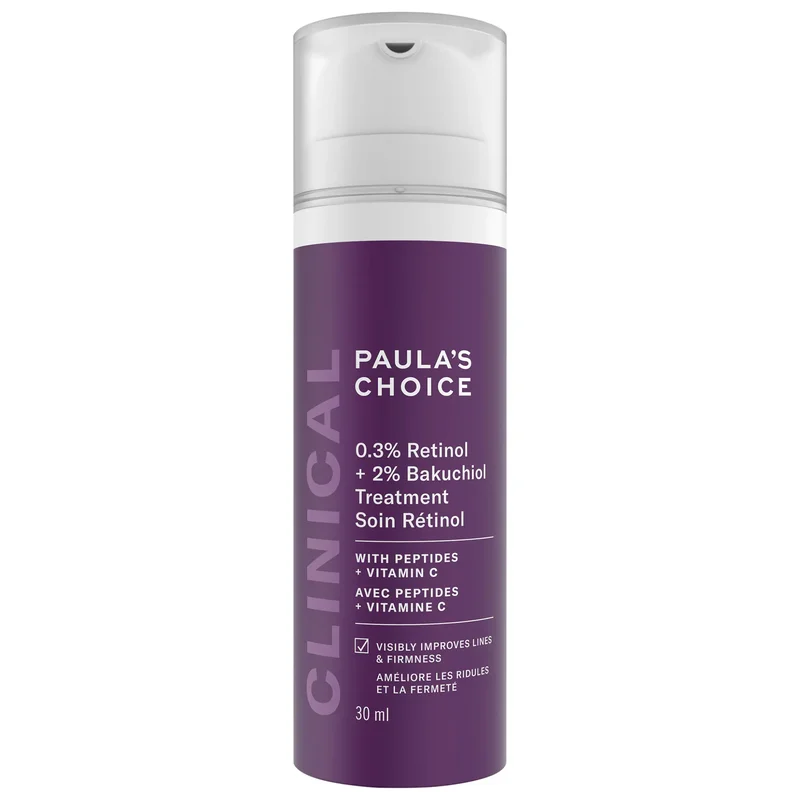 CLINICAL
PAULA'S
CHOICE
0.3% Retinol
+ 2% Bakuchiol
Treatment
Soin Rétinol
WITH PEPTIDES
+ VITAMIN C
AVEC PEPTIDES
+ VITAMINE C
VISIBLY IMPROVES LINES
& FIRMNESS
AMÉLIORE LES RIDULES
ET LA FERMETÉ
30 ml